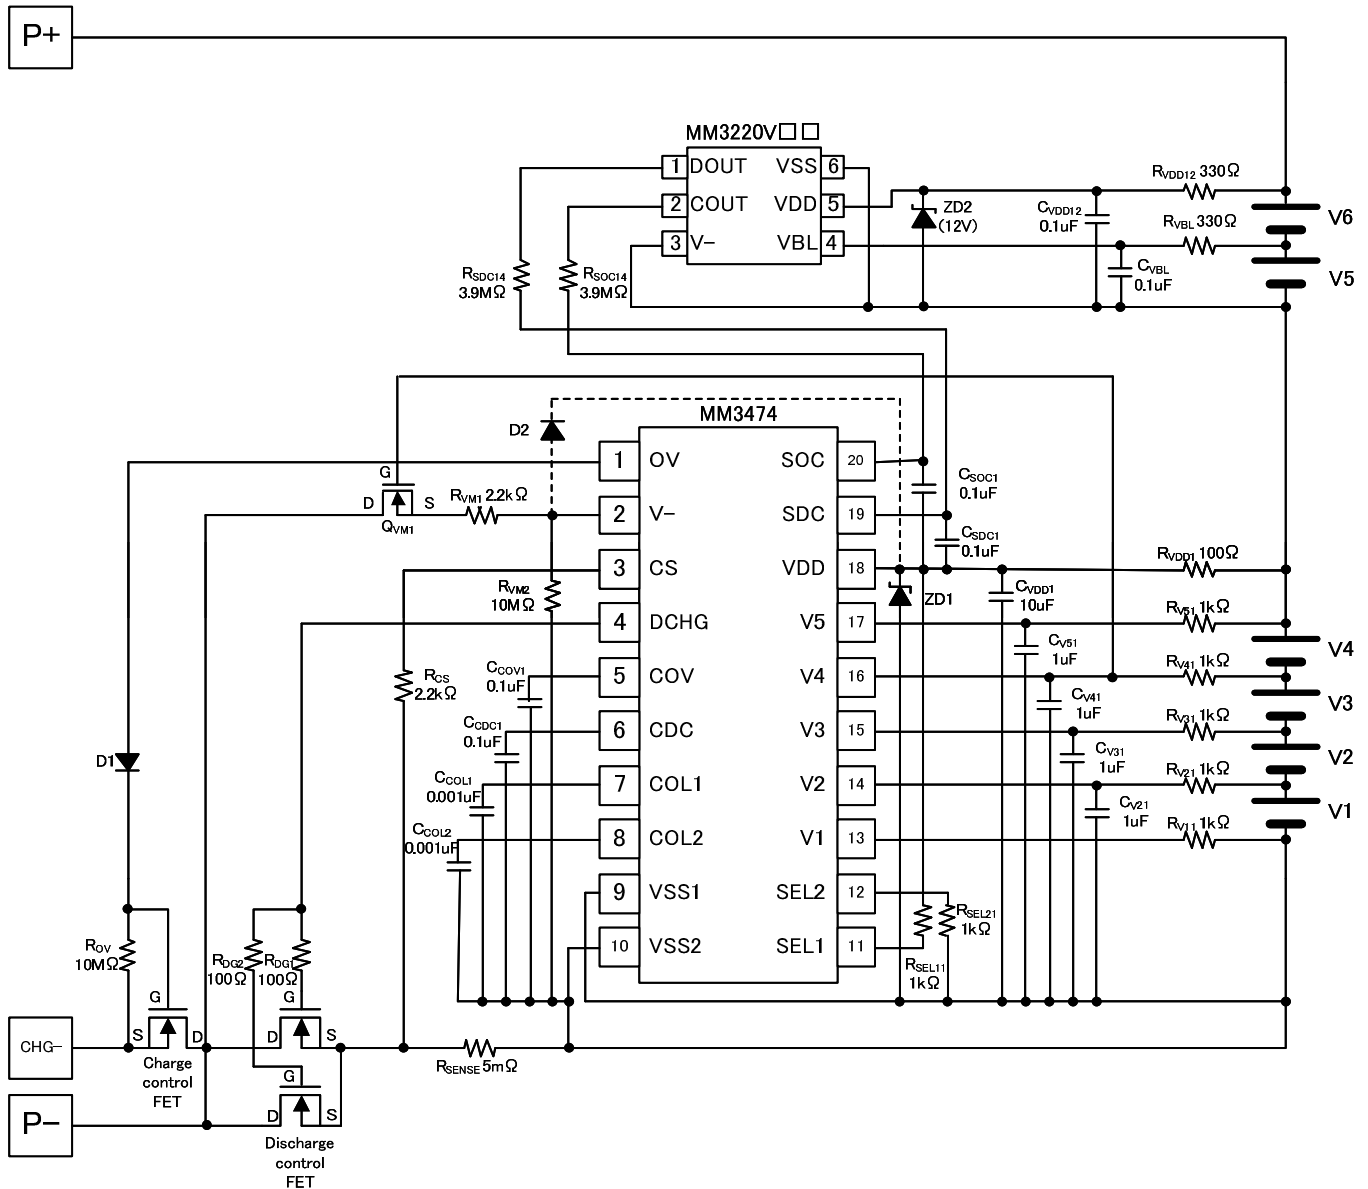 P+
MM3220V□□
1 DOUT VSS 6
2 COUT VDD 5
3 V- VBL 4
RVDD12 330Ω
RVBL 330Ω
ZD2
(12V)
CVDD12
0.1uF
CVBL
0.1uF
V6
V5
RSDC14
3.9MΩ
RSOC14
3.9MΩ
D2
MM3474
1 OV SOC 20
2 V- SDC 19
3 CS VDD 18
4 DCHG V5 17
5 COV V4 16
6 CDC V3 15
7 COL1 V2 14
8 COL2 V1 13
9 VSS1 SEL2 12
10 VSS2 SEL1 11
G
D
S
QVM1
RVM1 2.2kΩ
RVM2
10MΩ
RCS
2.2kΩ
CCOV1
0.1uF
CCDC1
0.1uF
CCOL1
0.001uF
CCOL2
0.001uF
CSOC1
0.1uF
CSDC1
0.1uF
ZD1
CVDD1
10uF
CV51
1uF
CV41
1uF
CV31
1uF
CV21
1uF
RVDD1 100Ω
RV51 1kΩ
RV41 1kΩ
RV31 1kΩ
RV21 1kΩ
RV11 1kΩ
V4
V3
V2
V1
RSEL21
1kΩ
RSEL11
1kΩ
D1
ROV
10MΩ
RDG2
100Ω
RDG1
100Ω
G
S
D
G
D
S
CHG-
Charge
control
FET
RSENSE 5mΩ
G
D
S
P-
Discharge
control
FET